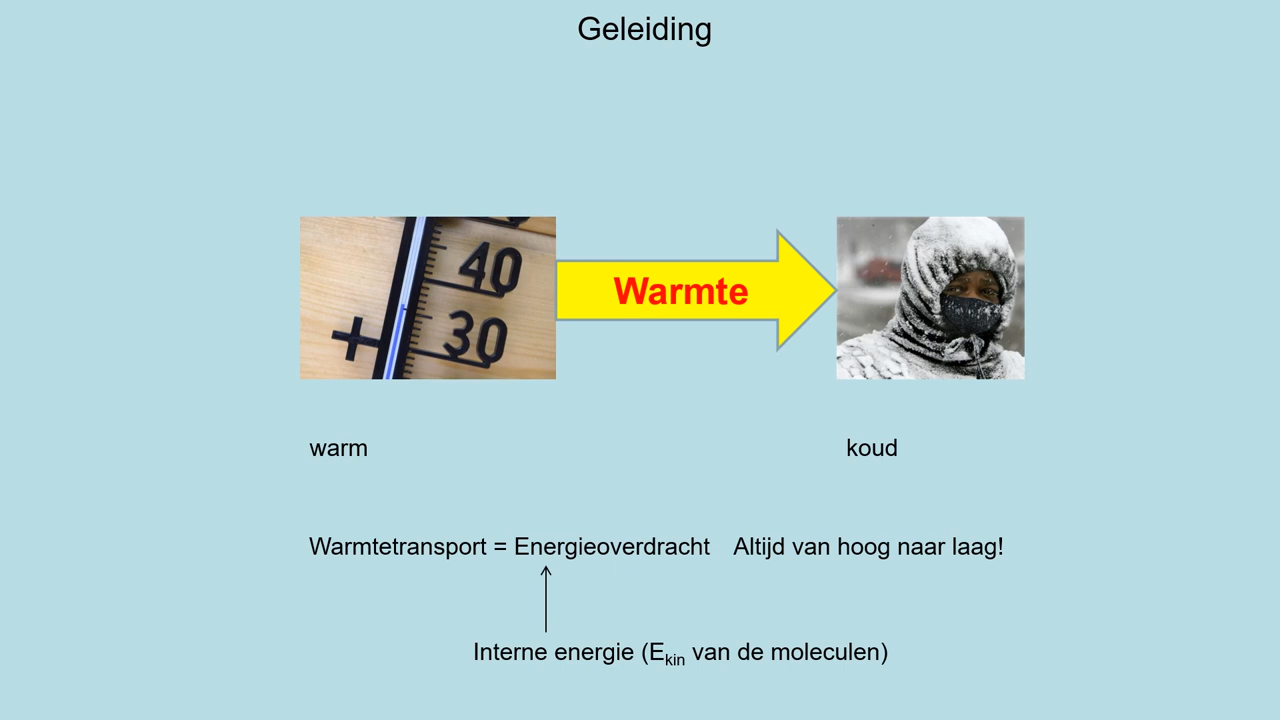 Geleiding
40
+ 30
Warmte
warm
koud
Warmtetransport = Energieoverdracht Altijd van hoog naar laag!
Interne energie (Ekin van de moleculen)